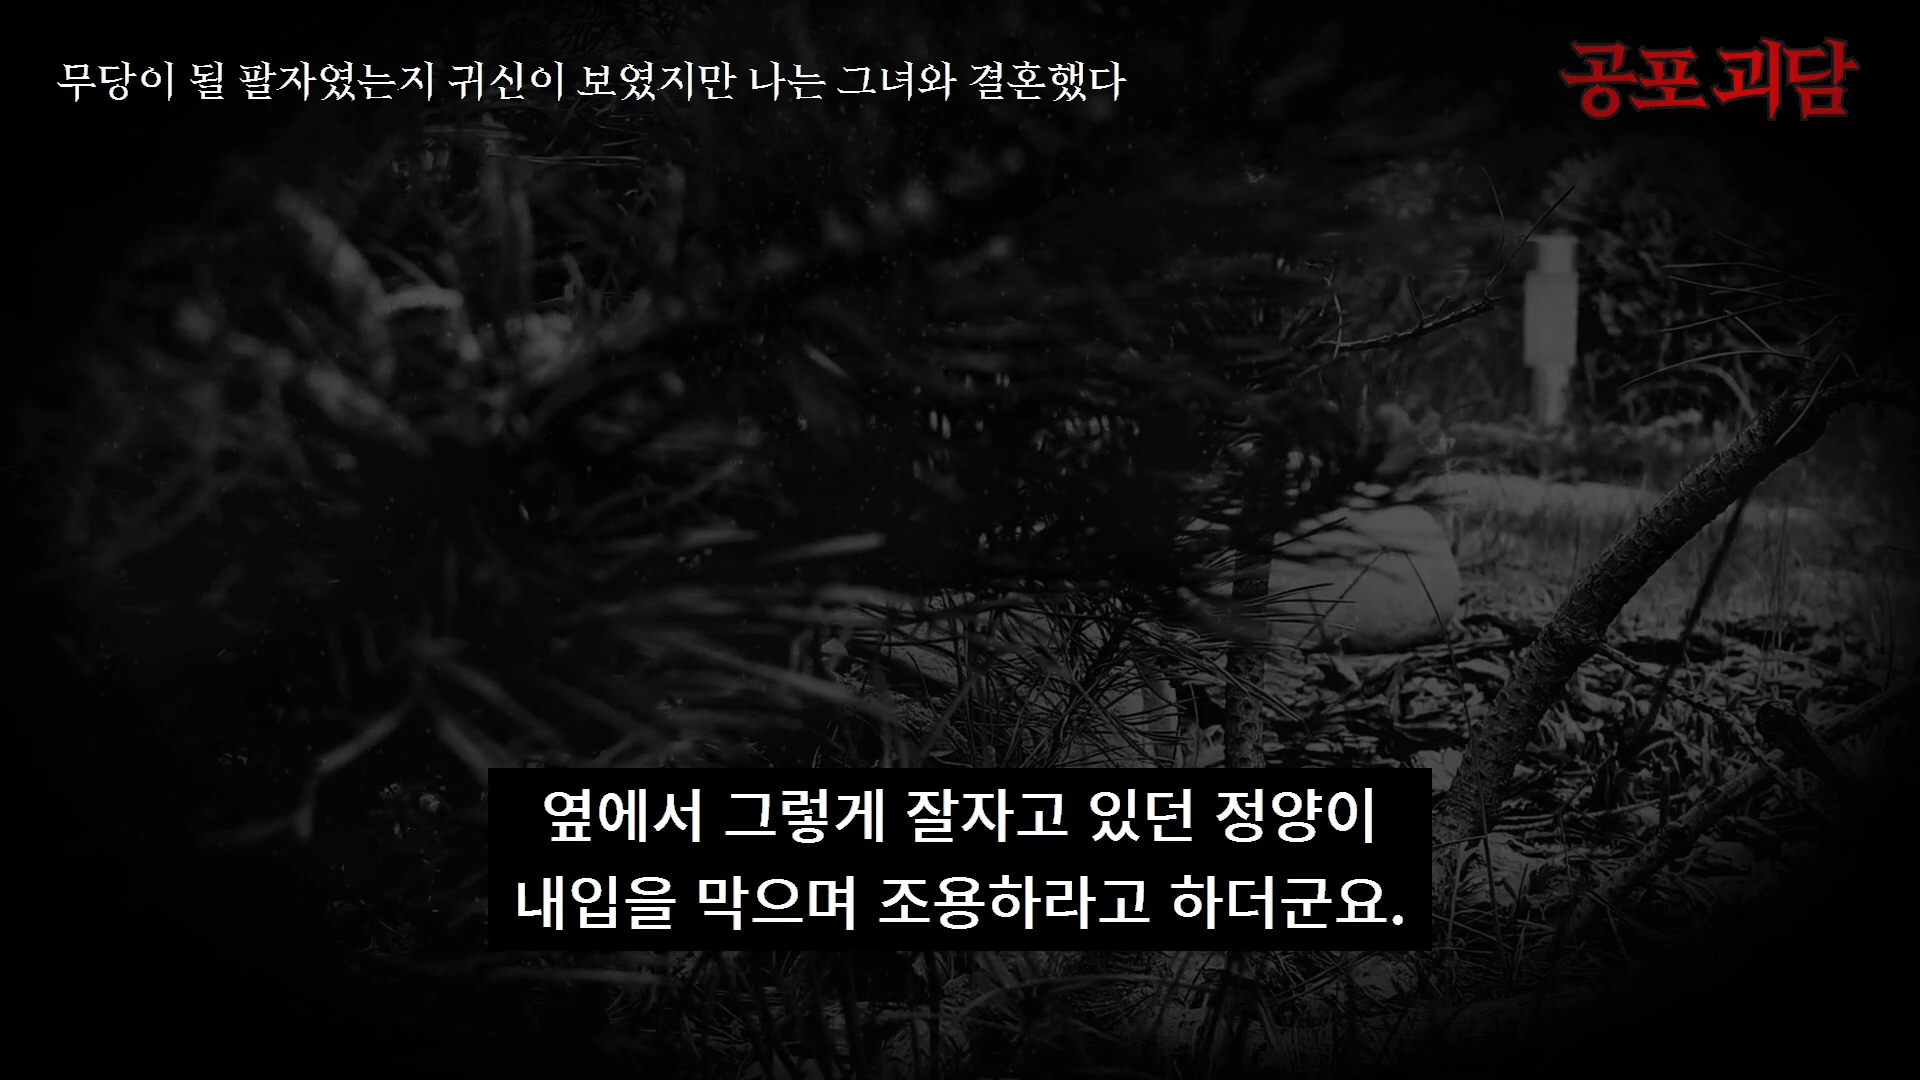 무당이 될 팔자였는지 귀신이 보였지만 나는 그녀와 결혼했다
공포 괴담
옆에서 그렇게 잘자고 있던 정양이
내입을 막으며 조용하라고 하더군요.